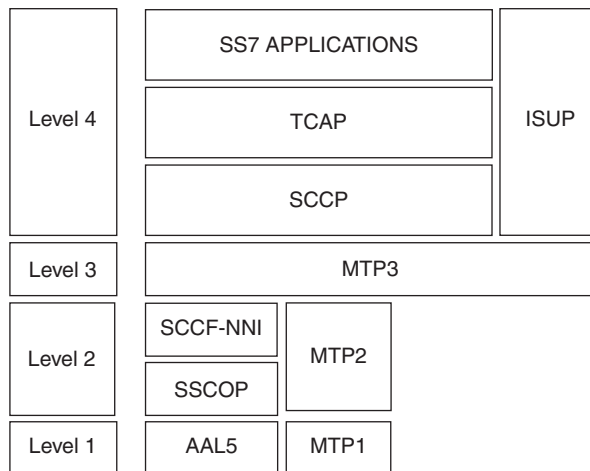 SS7 APPLICATIONS
Level 4
TCAP
ISUP
SCCP
Level 3
MTP3
SCCF-NNI
Level 2
MTP2
SSCOP
Level 1
AAL5
MTP1